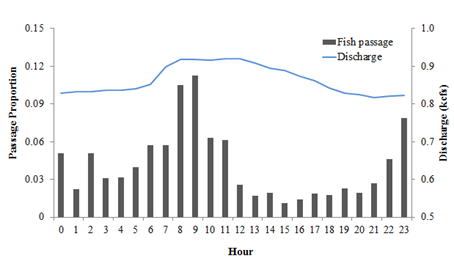 0.15
0.12
0.09
0.06
0.03
0
Passage Proportion
1.0
0.9
0.8
0.7
0.6
0.5
Discharge (kcfs)
Fish passage
Discharge
0 1 2 3 4 5 6 7 8 9 10 11 12 13 14 15 16 17 18 19 20 21 22 23
Hour